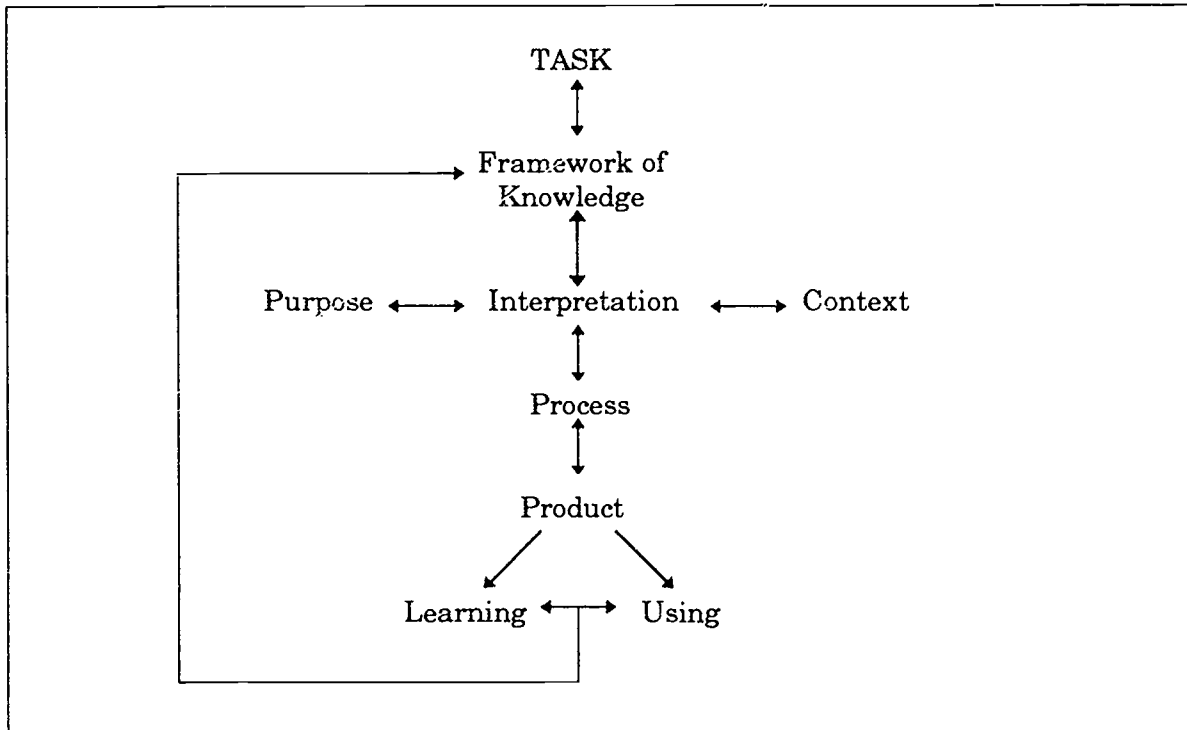 TASK
Framework of
Knowledge
Purpose Interpretation Context
Process
Product
Learning Using